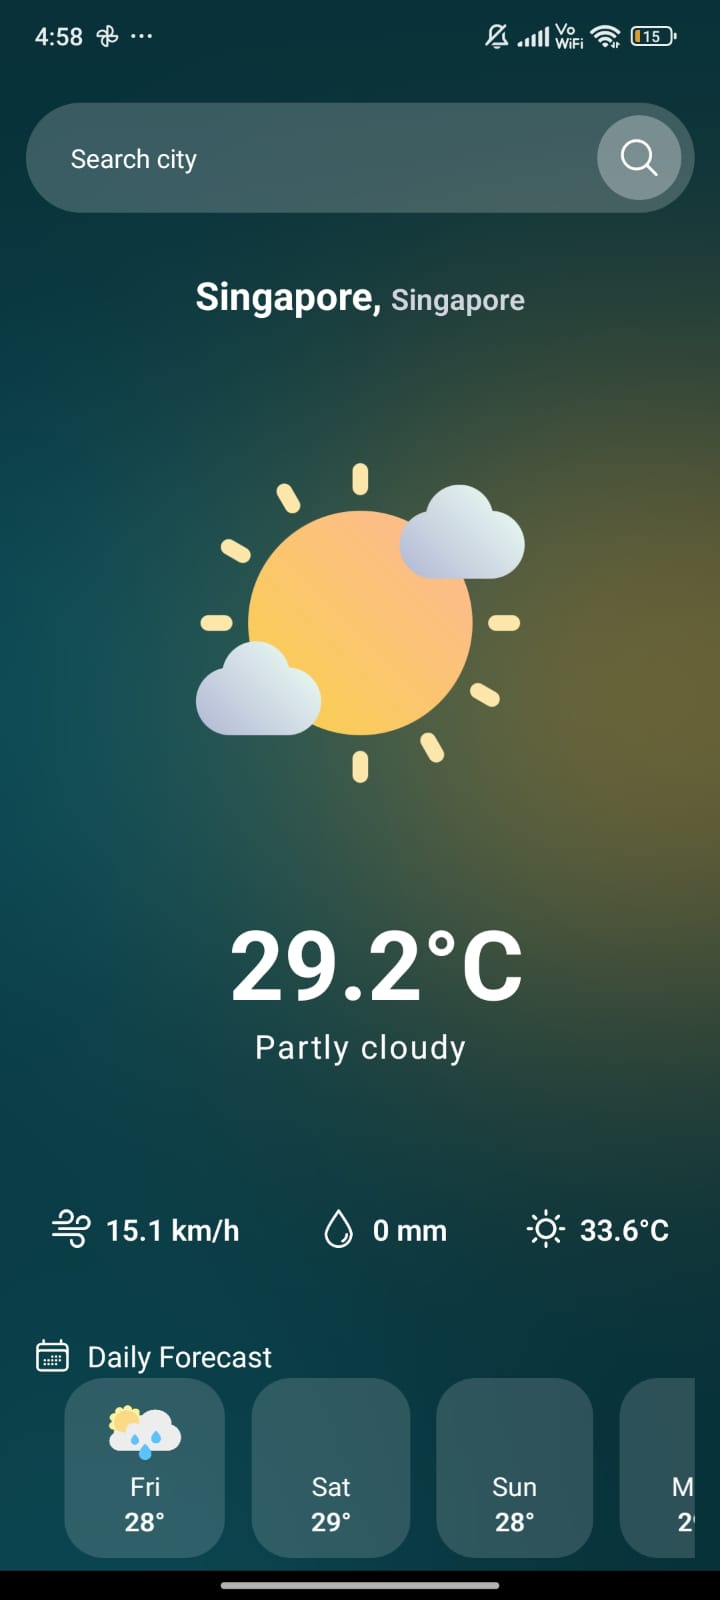 4:58 ... Vo WiFi 15
Search city
Singapore, Singapore
29.2°C
Partly cloudy
15.1 km/h 0 mm 33.6°C
Daily Forecast
Fri Sat Sun M
28° 29° 28° 2